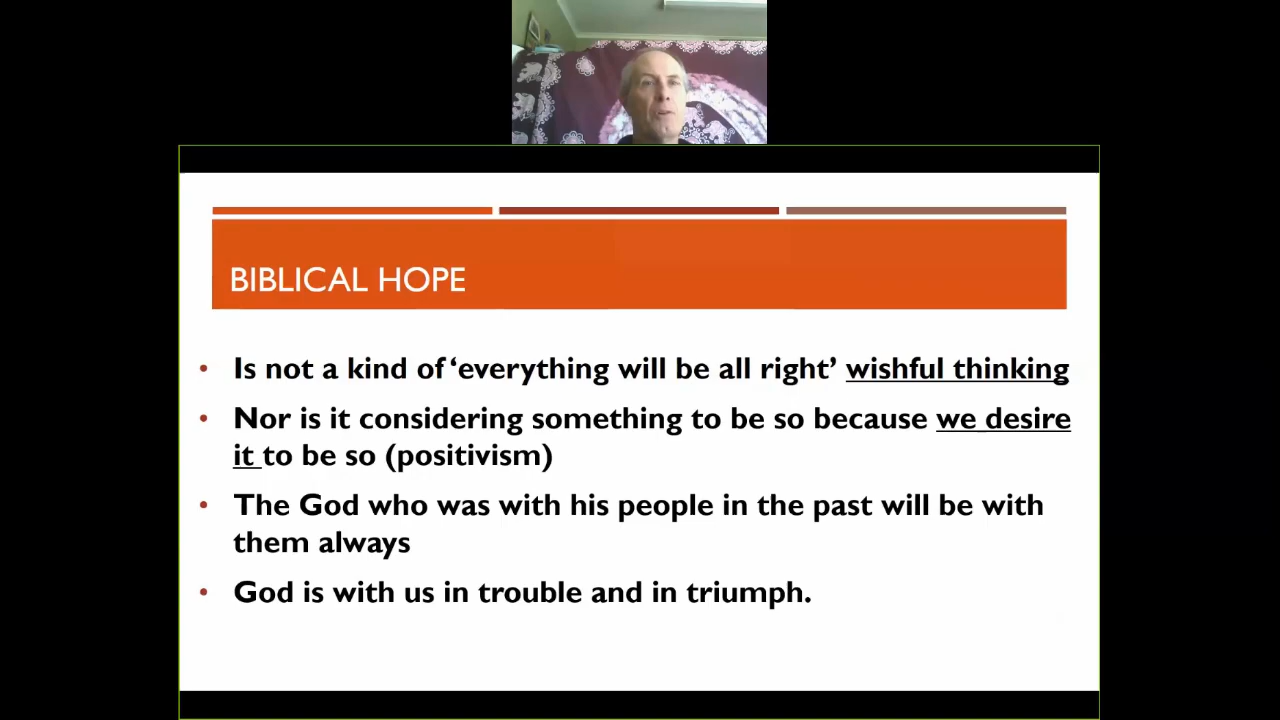 BIBLICAL HOPE
• Is not a kind of ‘everything will be all right’ wishful thinking
• Nor is it considering something to be so because we desire
it to be so (positivism)
• The God who was with his people in the past will be with
them always
• God is with us in trouble and in triumph.